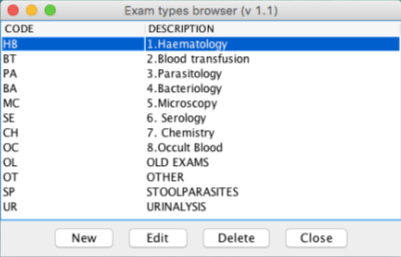 Exam types browser (v 1.1)
CODE DESCRIPTION
HB 1.Haematology
BT 2.Blood transfusion
PA 3.Parasitology
BA 4.Bacteriology
MC 5.Microscopy
SE 6. Serology
CH 7. Chemistry
OC 8.Occult Blood
OL OLD EXAMS
OT OTHER
SP STOOLPARASITES
UR URINALYSIS
New Edit Delete Close